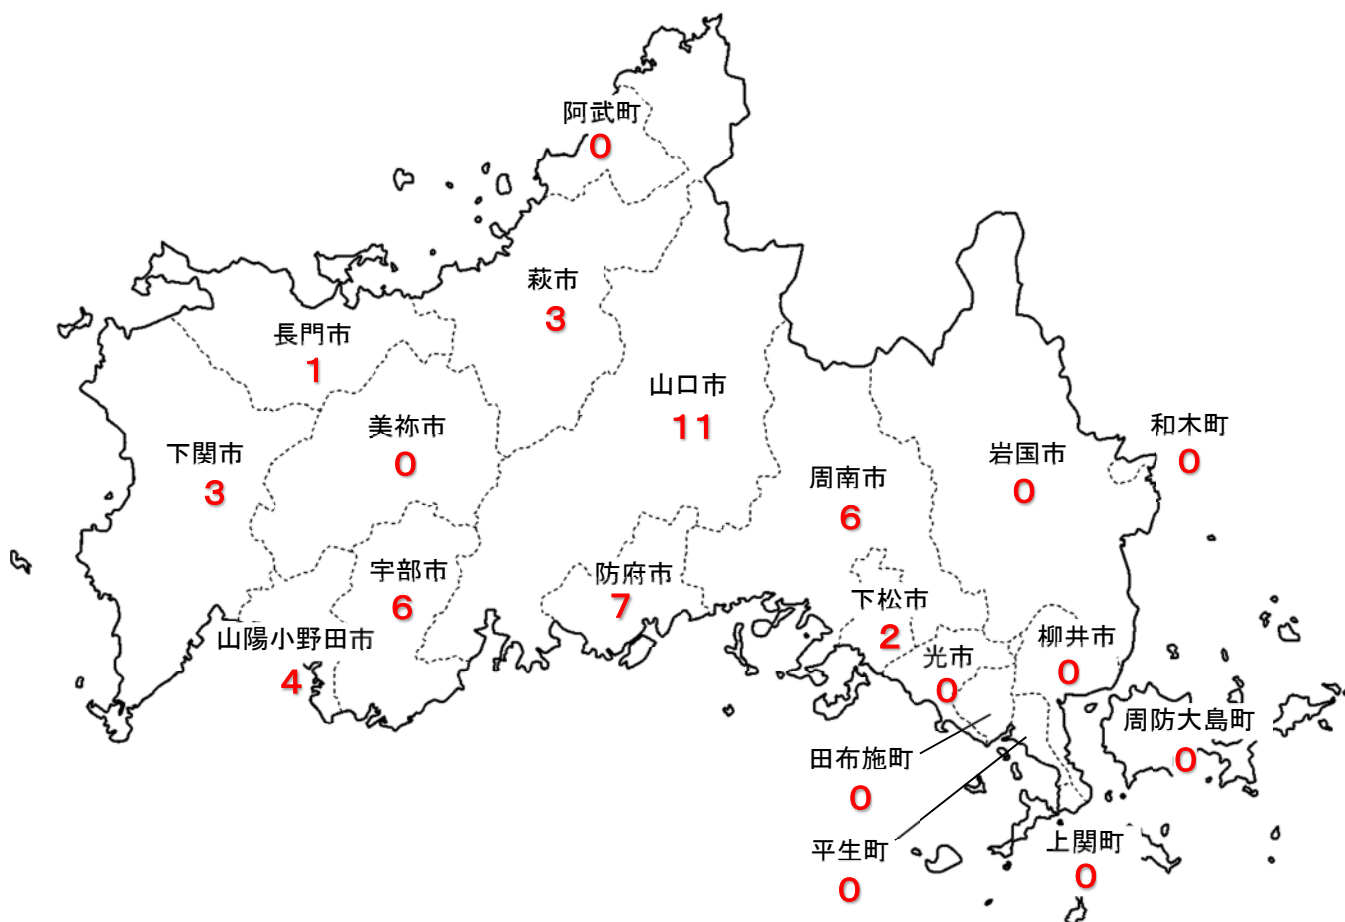 阿武町
0
萩市
3
長門市
1
山口市
11
美祢市
0
和木町
0
下関市
3
岩国市
0
周南市
6
宇部市
6
防府市
7
下松市
2
山陽小野田市
4
柳井市
0
光市
0
周防大島町
0
田布施町
0
平生町
0
上関町
0